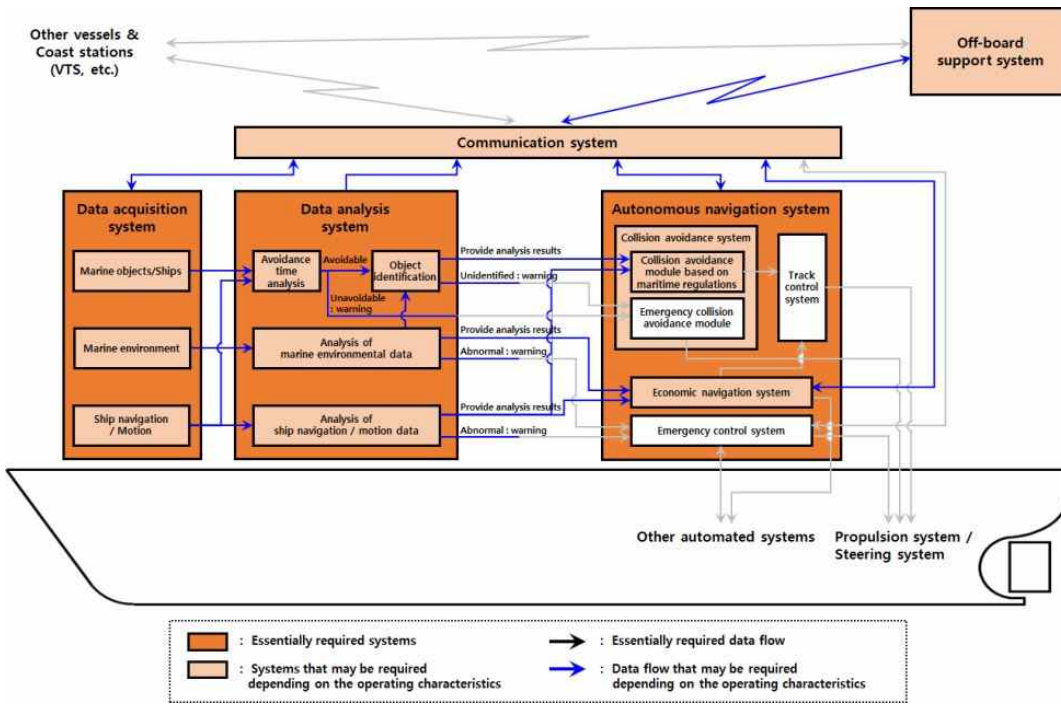 Other vessels &
Coast stations
(VTS, etc.)
Off-board
support system
Communication system
Data acquisition
system
Marine objects/Ships
Marine environment
Ship navigation
/ Motion
Data analysis
system
Avoidance
time
analysis
Avoidable
Object
identification
Unavoidable
: warning
Analysis of
marine environmental data
Analysis of
ship navigation / motion data
Provide analysis results
Unidentified : warning
Provide analysis results
Abnormal : warning
Provide analysis results
Abnormal : warning
Autonomous navigation system
Collision avoidance system
Collision avoidance
module based on
maritime regulations
Emergency collision
avoidance module
Track
control
system
Economic navigation system
Emergency control system
Other automated systems
Propulsion system /
Steering system
: Essentially required systems
: Essentially required data flow
: Systems that may be required
depending on the operating characteristics
: Data flow that may be required
depending on the operating characteristics